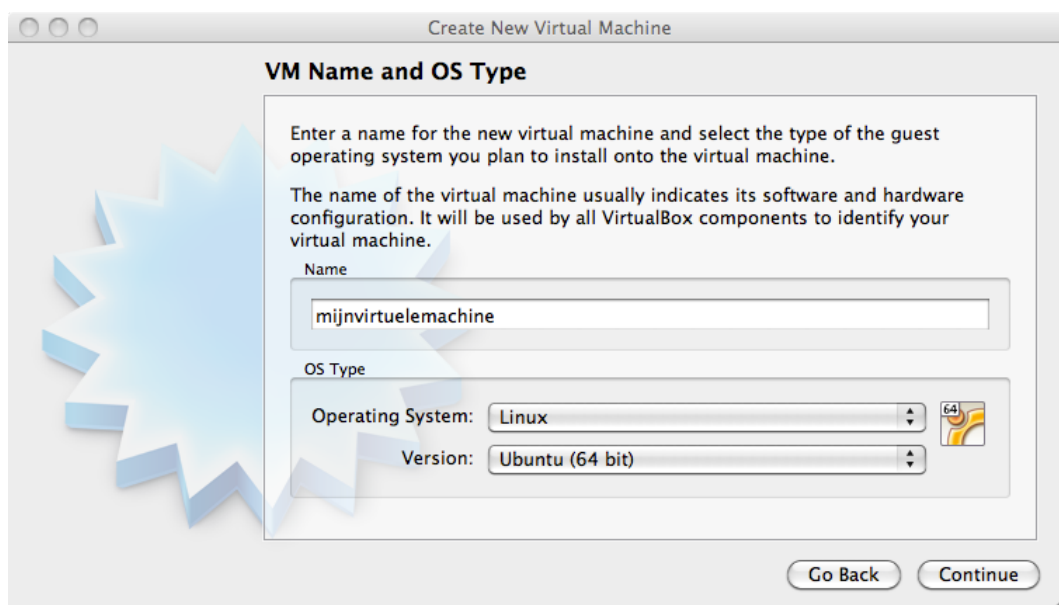 Create New Virtual Machine
VM Name and OS Type
Enter a name for the new virtual machine and select the type of the guest
operating system you plan to install onto the virtual machine.
The name of the virtual machine usually indicates its software and hardware
configuration. It will be used by all VirtualBox components to identify your
virtual machine.
Name
mijnvirtuelemachine
OS Type
Operating System: Linux 64
Version: Ubuntu (64 bit)
Go Back Continue